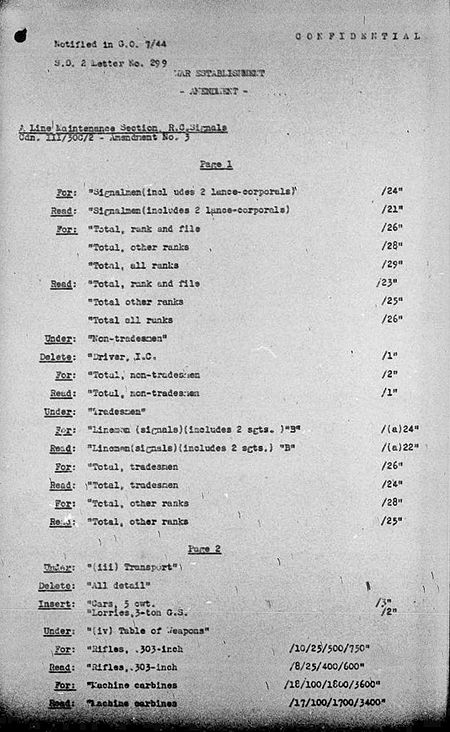 CONFIDENTIAL
Notified in G.O. 7/44
S.D. 2 Letter No. 299
WAR ESTABLISHMENT
- AMENDMENT -
A Line Maintenance Section, R.C.Signals
Cdn. III/30C/2 - Amendment No. 3
Page 1
For: "Signalmen(incl udes 2 lance-corporals) /24"
Read: "Signalmen(includes 2 lance-corporals) /21"
For: "Total, rank and file /26"
"Total, other ranks /28"
"Total, all ranks /29"
Read: "Total, rank and file /23"
"Total other ranks /25"
"Total all ranks /26"
Under: "Non-tradesmen"
Delete: "Driver, I.C. /1"
For: "Total, non-tradesmen /2"
Read: "Total, non-tradesmen /1"
Under: "Tradesmen"
For: "Linemen (signals)(includes 2 sgts. )"B" /(a)24"
Read: "Linemen(signals)(includes 2 sgts.) "B" /(a)22"
For: "Total, tradesmen /26"
Read: "Total, tradesmen /24"
For: "Total, other ranks /28"
Read: "Total, other ranks /25"
Page 2
Under: "(iii) Transport"
Delete: "All detail"
Insert: "Cars, 5 cwt. /3"
"Lorries,3-ton G.S. /2"
Under: "(iv) Table of Weapons"
For: "Rifles, .303-inch /10/25/500/750"
Read: "Rifles,.303-inch /8/25/400/600"
For: "Machine carbines /18/100/1800/3600"
Read: "Machine carbines /17/100/1700/3400"